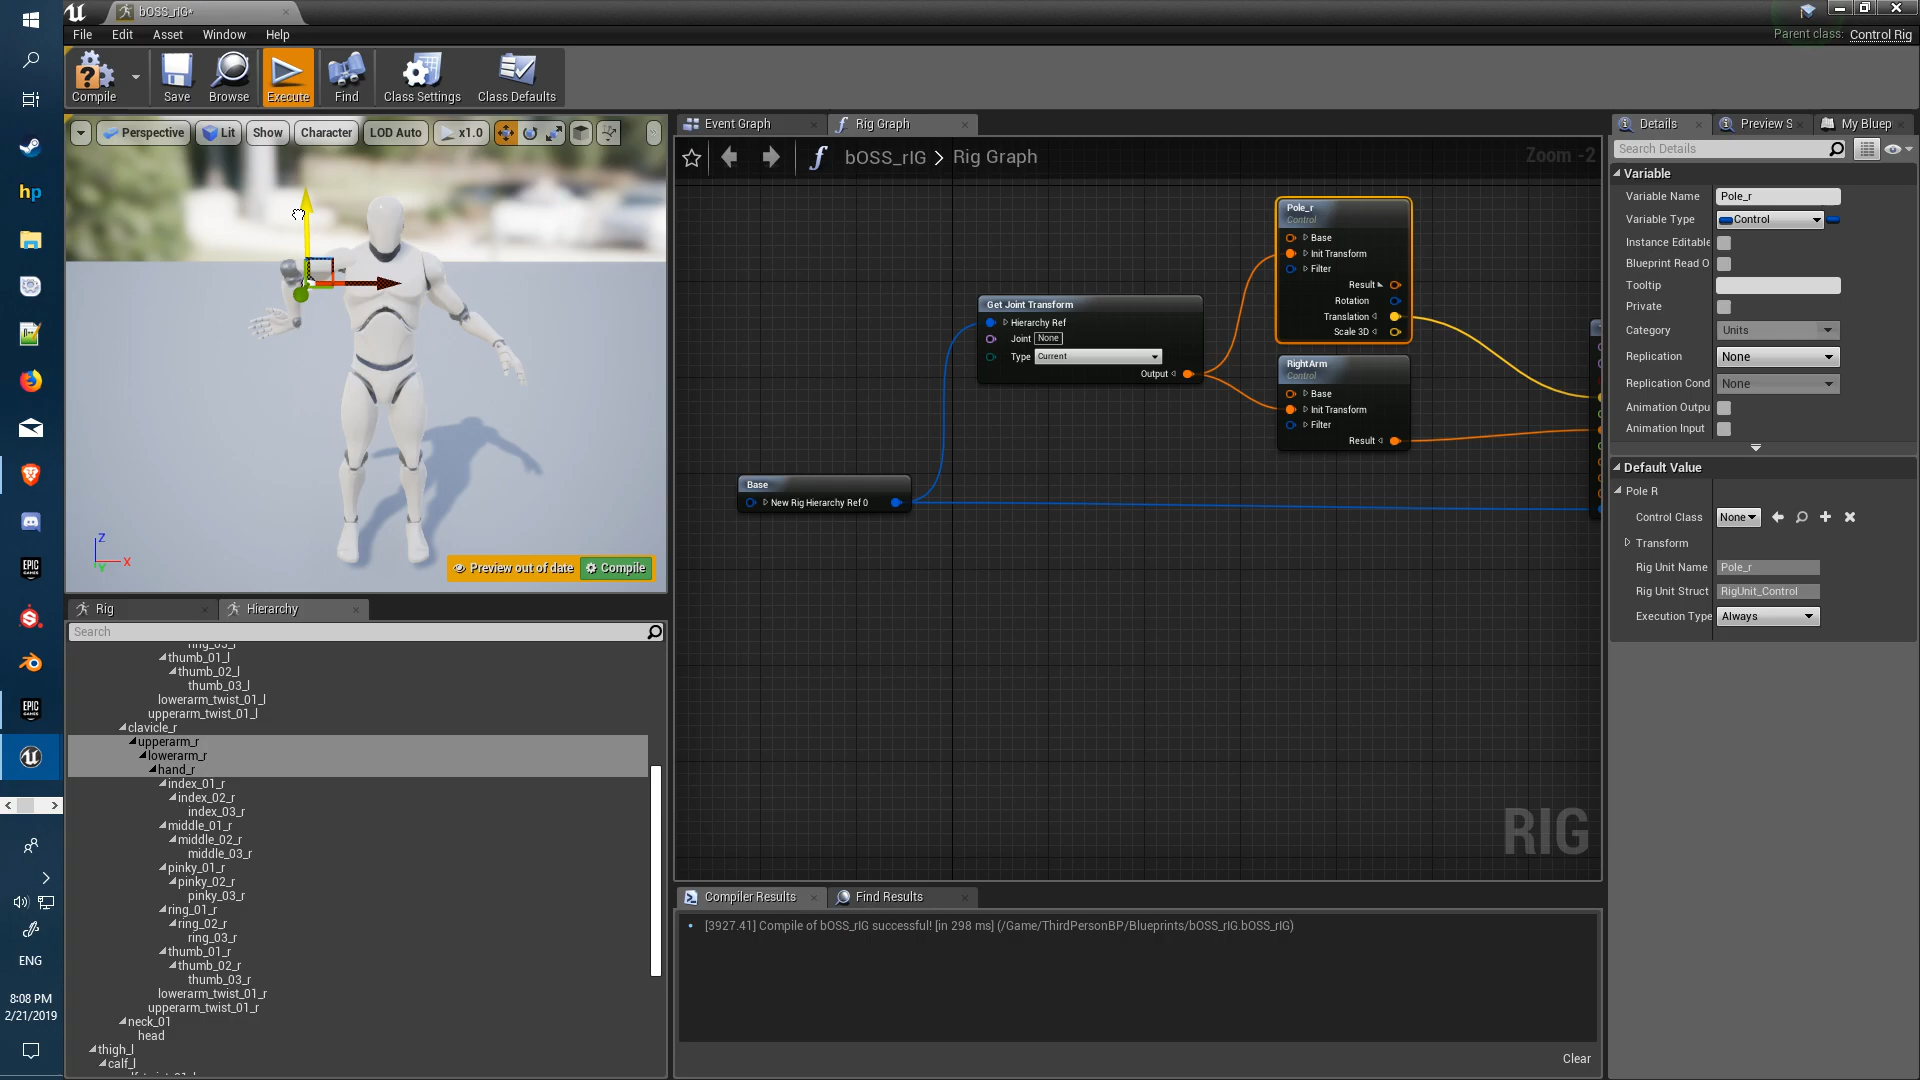 bOSS_rIG*
File Edit Asset Window Help
Parent class: Control Rig
Compile Save Browse Execute Find Class Settings Class Defaults
Perspective Lit Show Character LOD Auto x1.0
Z
X
Y
Preview out of date Compile
Rig Hierarchy
Search
thumb_01_l
thumb_02_l
thumb_03_l
lowerarm_twist_01_l
upperarm_twist_01_l
clavicle_r
upperarm_r
lowerarm_r
hand_r
index_01_r
index_02_r
index_03_r
middle_01_r
middle_02_r
middle_03_r
pinky_01_r
pinky_02_r
pinky_03_r
ring_01_r
ring_02_r
ring_03_r
thumb_01_r
thumb_02_r
thumb_03_r
lowerarm_twist_01_r
upperarm_twist_01_r
neck_01
head
thigh_l
calf_l
Event Graph Rig Graph
bOSS_rIG > Rig Graph
Zoom -2
Pole_r
Control
Base
Init Transform
Filter
Result
Rotation
Translation
Scale 3D
Get Joint Transform
Hierarchy Ref
Joint None
Type Current
Output
RightArm
Control
Base
Init Transform
Filter
Result
Base
New Rig Hierarchy Ref 0
RIG
Compiler Results Find Results
[3927.41] Compile of bOSS_rIG successful! [in 298 ms] (/Game/ThirdPersonBP/Blueprints/bOSS_rIG.bOSS_rIG)
Clear
Details Preview S My Bluep
Search Details
Variable
Variable Name Pole_r
Variable Type Control
Instance Editable
Blueprint Read O
Tooltip
Private
Category Units
Replication None
Replication Cond None
Animation Outpu
Animation Input
Default Value
Pole R
Control Class None
Transform
Rig Unit Name Pole_r
Rig Unit Struct RigUnit_Control
Execution Type Always
hp
EPIC
GAMES
EPIC
GAMES
ENG
8:08 PM
2/21/2019